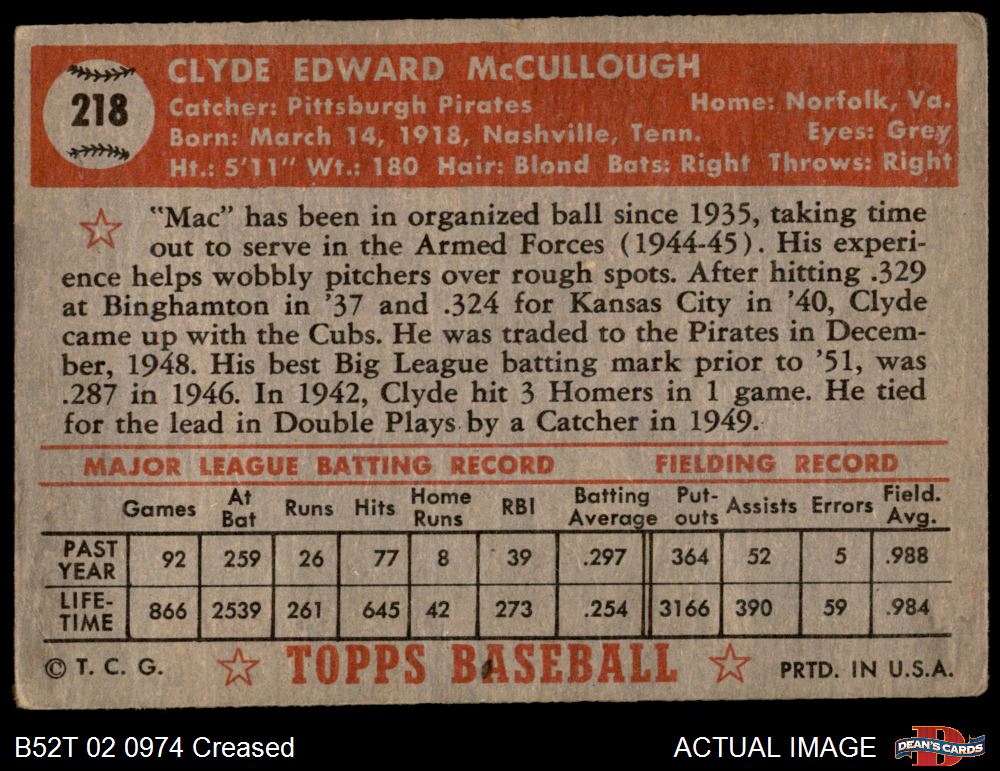 218
CLYDE EDWARD McCULLOUGH
Catcher: Pittsburgh Pirates Home: Norfolk, Va.
Born: March 14, 1918, Nashville, Tenn. Eyes: Grey
Ht.: 5'11" Wt.: 180 Hair: Blond Bats: Right Throws: Right
"Mac" has been in organized ball since 1935, taking time
out to serve in the Armed Forces (1944-45). His experi-
ence helps wobbly pitchers over rough spots. After hitting .329
at Binghamton in '37 and .324 for Kansas City in '40, Clyde
came up with the Cubs. He was traded to the Pirates in Decem-
ber, 1948. His best Big League batting mark prior to '51, was
.287 in 1946. In 1942, Clyde hit 3 Homers in 1 game. He tied
for the lead in Double Plays by a Catcher in 1949.
MAJOR LEAGUE BATTING RECORD FIELDING RECORD
Games At Bat Runs Hits Home Runs RBI Batting Average Put-outs Assists Errors Field. Avg.
PAST YEAR 92 259 26 77 8 39 .297 364 52 5 .988
LIFE-TIME 866 2539 261 645 42 273 .254 3166 390 59 .984
© T. C. G. TOPPS BASEBALL PRTD. IN U.S.A.
B52T 02 0974 Creased ACTUAL IMAGE DEAN'S CARDS